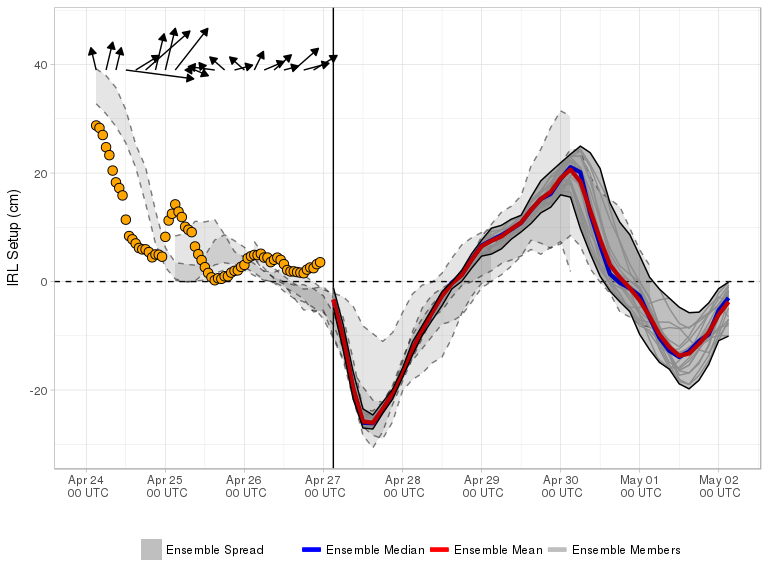 IRL Setup (cm)
40
20
0
-20
Apr 24 Apr 25 Apr 26 Apr 27 Apr 28 Apr 29 Apr 30 May 01 May 02
00 UTC 00 UTC 00 UTC 00 UTC 00 UTC 00 UTC 00 UTC 00 UTC 00 UTC
Ensemble Spread Ensemble Median Ensemble Mean Ensemble Members